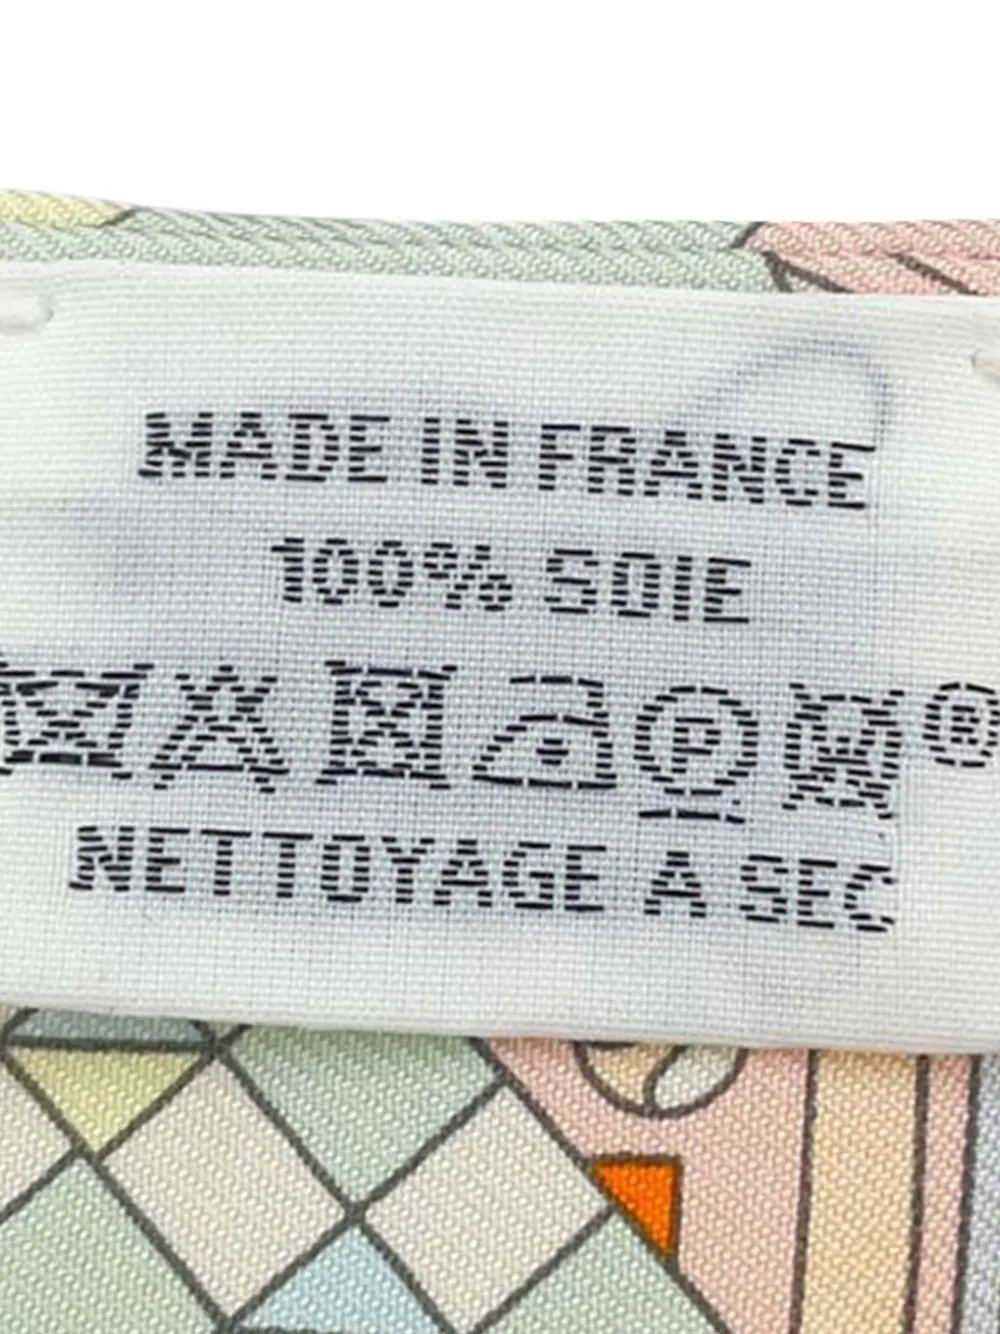 MADE IN FRANCE
100% SOIE
P ®
NETTOYAGE A SEC